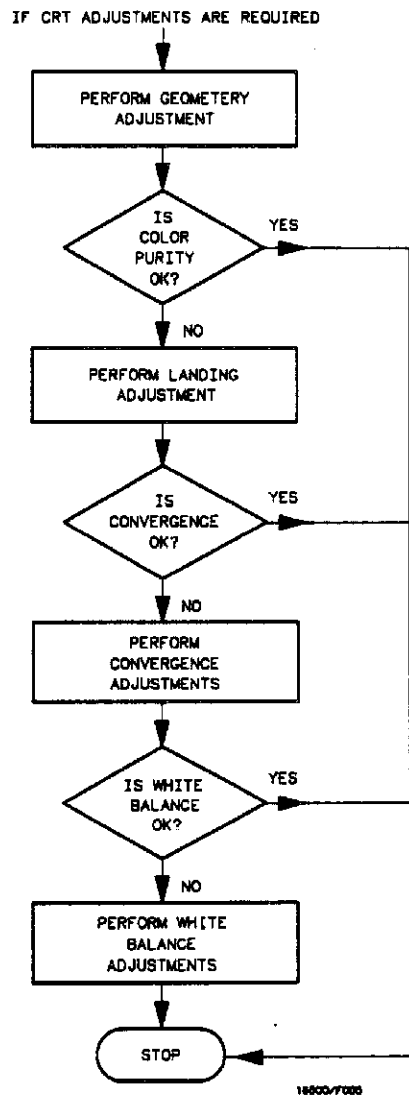 IF CRT ADJUSTMENTS ARE REQUIRED
PERFORM GEOMETERY
ADJUSTMENT
IS
COLOR
PURITY
OK?
YES
NO
PERFORM LANDING
ADJUSTMENT
IS
CONVERGENCE
OK?
YES
NO
PERFORM
CONVERGENCE
ADJUSTMENTS
IS WHITE
BALANCE
OK?
YES
NO
PERFORM WHITE
BALANCE
ADJUSTMENTS
STOP